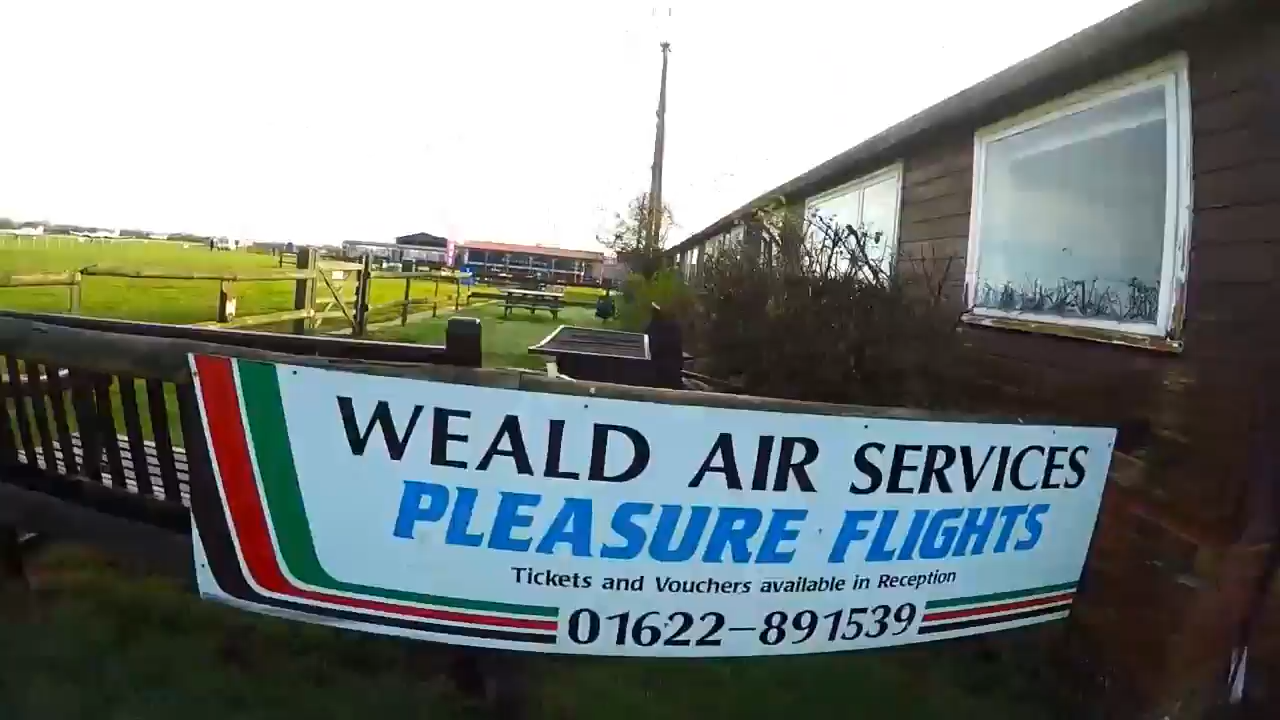 WEALD AIR SERVICES
PLEASURE FLIGHTS
Tickets and Vouchers available in Reception
01622-891539